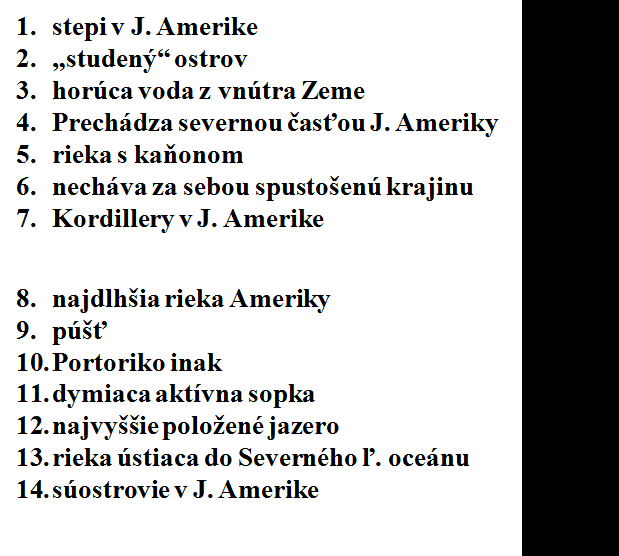 1. stepi v J. Amerike
2. „studený“ ostrov
3. horúca voda z vnútra Zeme
4. Prechádza severnou časťou J. Ameriky
5. rieka s kaňonom
6. necháva za sebou spustošenú krajinu
7. Kordillery v J. Amerike
8. najdlhšia rieka Ameriky
9. púšť
10. Portoriko inak
11. dymiaca aktívna sopka
12. najvyššie položené jazero
13. rieka ústiaca do Severného ľ. oceánu
14. súostrovie v J. Amerike